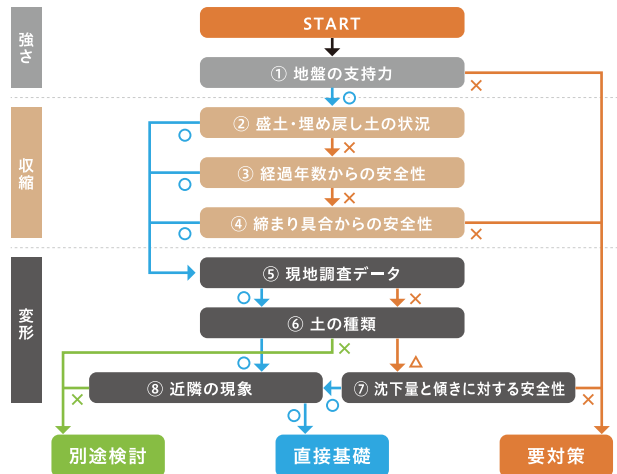 強さ
START
① 地盤の支持力
×
○
収縮
② 盛土・埋め戻し土の状況
○
×
③ 経過年数からの安全性
○
×
④ 締まり具合からの安全性
○
×
変形
⑤ 現地調査データ
○
×
⑥ 土の種類
×
○
△
⑧ 近隣の現象
⑦ 沈下量と傾きに対する安全性
×
○
×
○
別途検討
直接基礎
要対策